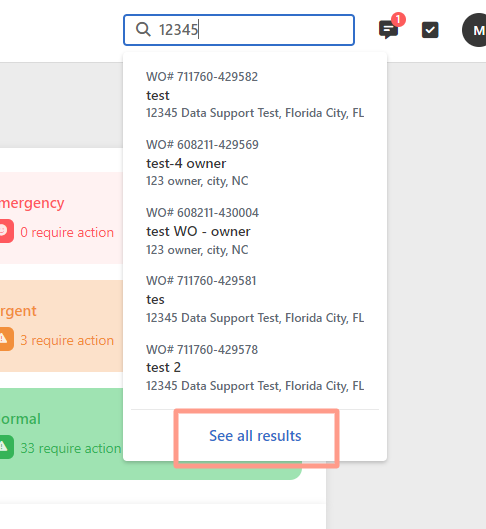 12345
1
M
WO# 711760-429582
test
12345 Data Support Test, Florida City, FL
WO# 608211-429569
test-4 owner
123 owner, city, NC
WO# 608211-430004
test WO - owner
123 owner, city, NC
WO# 711760-429581
tes
12345 Data Support Test, Florida City, FL
WO# 711760-429578
test 2
12345 Data Support Test, Florida City, FL
See all results
mergency
0 require action
rgent
3 require action
ormal
33 require action